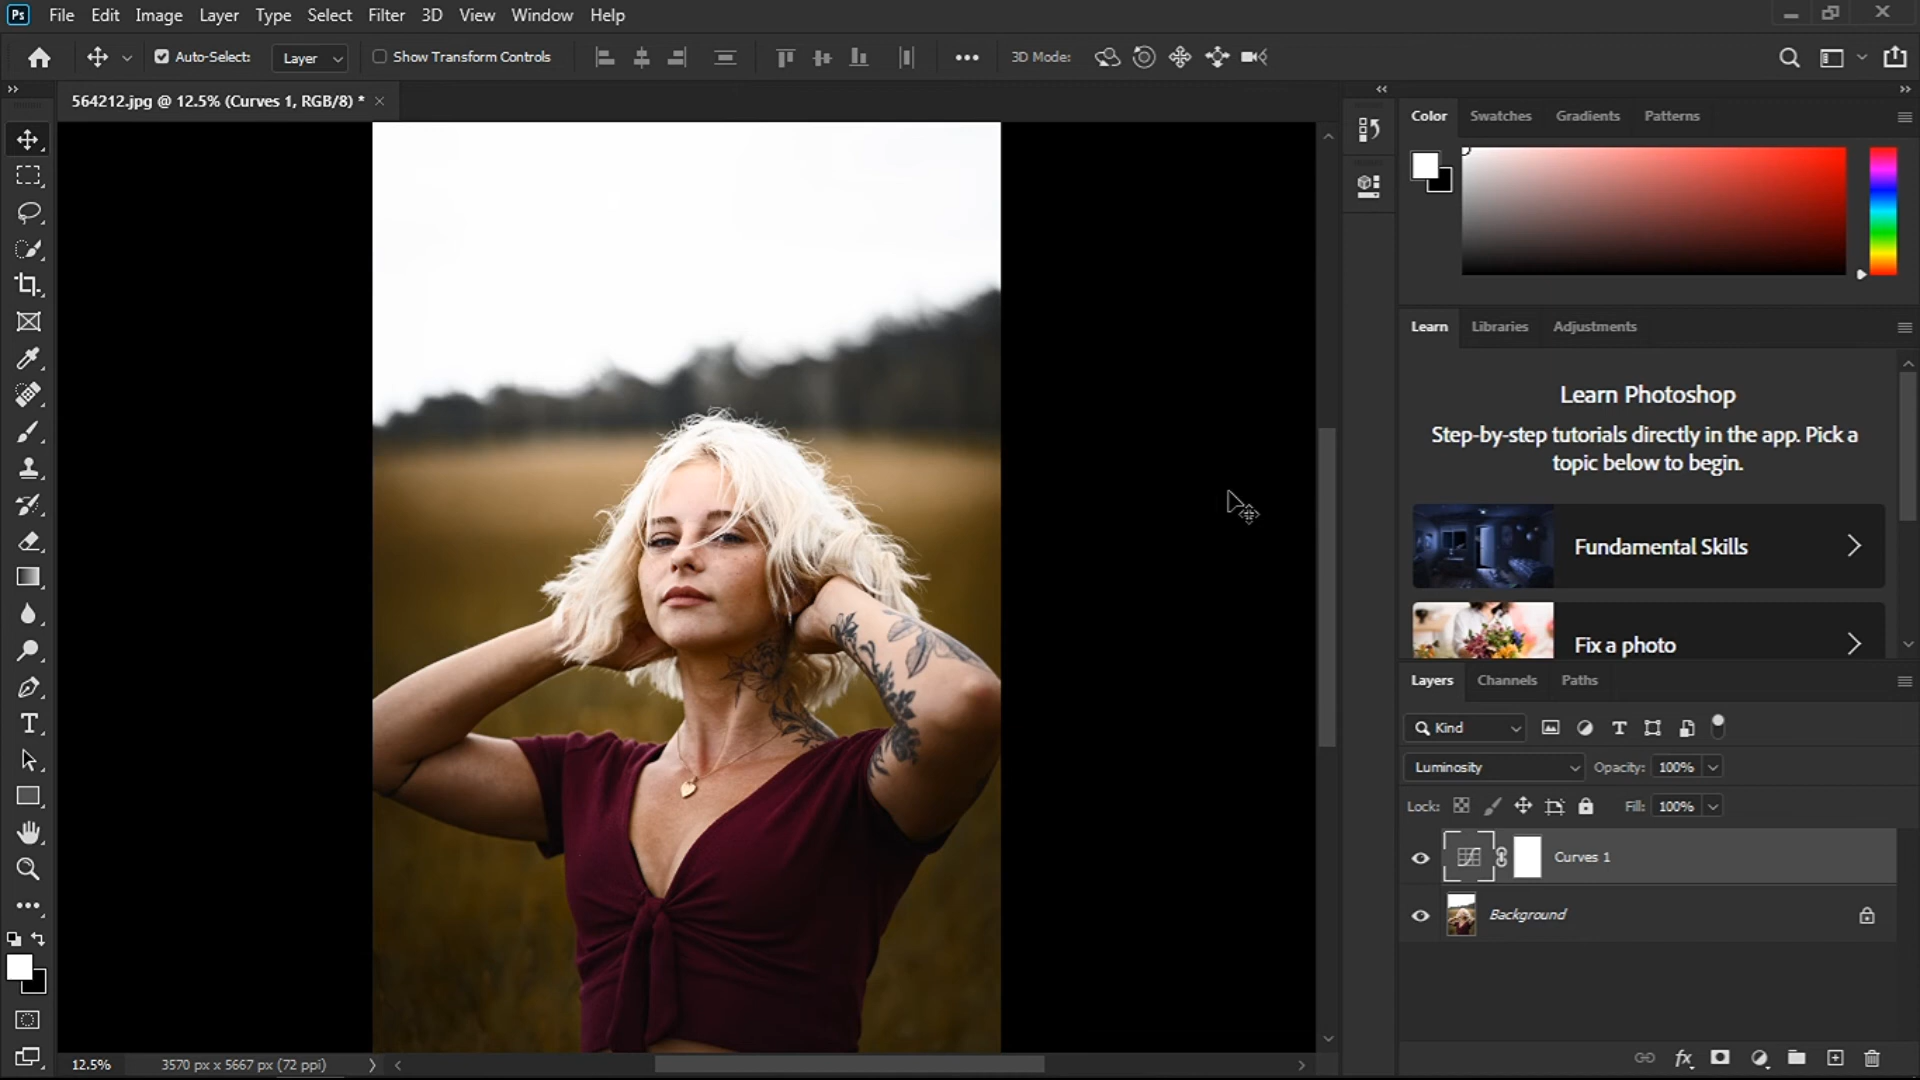 Ps File Edit Image Layer Type Select Filter 3D View Window Help
Auto-Select: Layer Show Transform Controls 3D Mode:
564212.jpg @ 12.5% (Curves 1, RGB/8) *
Color Swatches Gradients Patterns
Learn Libraries Adjustments
Learn Photoshop
Step-by-step tutorials directly in the app. Pick a
topic below to begin.
Fundamental Skills
Fix a photo
Layers Channels Paths
Kind
Luminosity Opacity: 100%
Lock: Fill: 100%
Curves 1
Background
12.5% 3570 px x 5667 px (72 ppi)